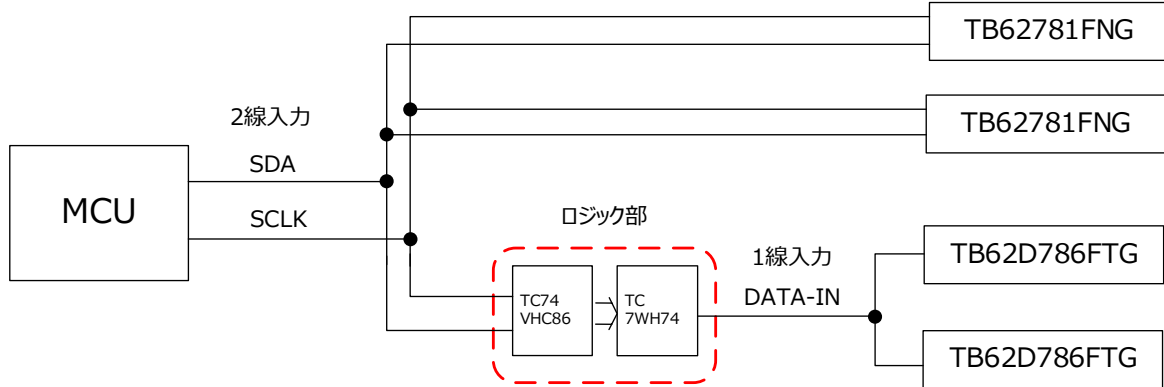 TB62781FNG
TB62781FNG
2線入力
SDA
MCU
SCLK
ロジック部
1線入力
DATA-IN
TC74
VHC86
TC
7WH74
TB62D786FTG
TB62D786FTG